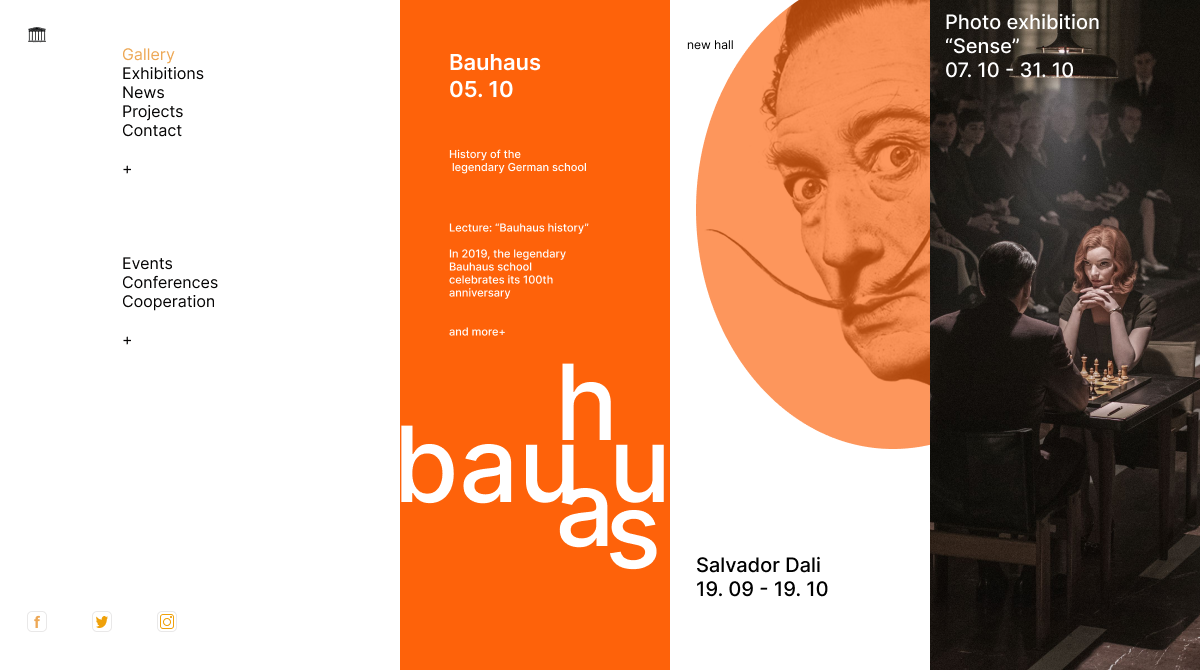 Gallery
Exhibitions
News
Projects
Contact
+
Events
Conferences
Cooperation
+
Bauhaus
05. 10
History of the
legendary German school
Lecture: “Bauhaus history”
In 2019, the legendary
Bauhaus school
celebrates its 100th
anniversary
and more+
h
bau u
as
new hall
Salvador Dali
19. 09 - 19. 10
Photo exhibition
“Sense”
07. 10 - 31. 10